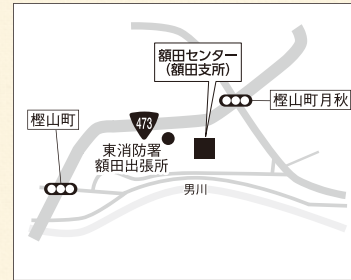 額田センター
（額田支所）
樫山町月秋
樫山町
473
東消防署
額田出張所
男川